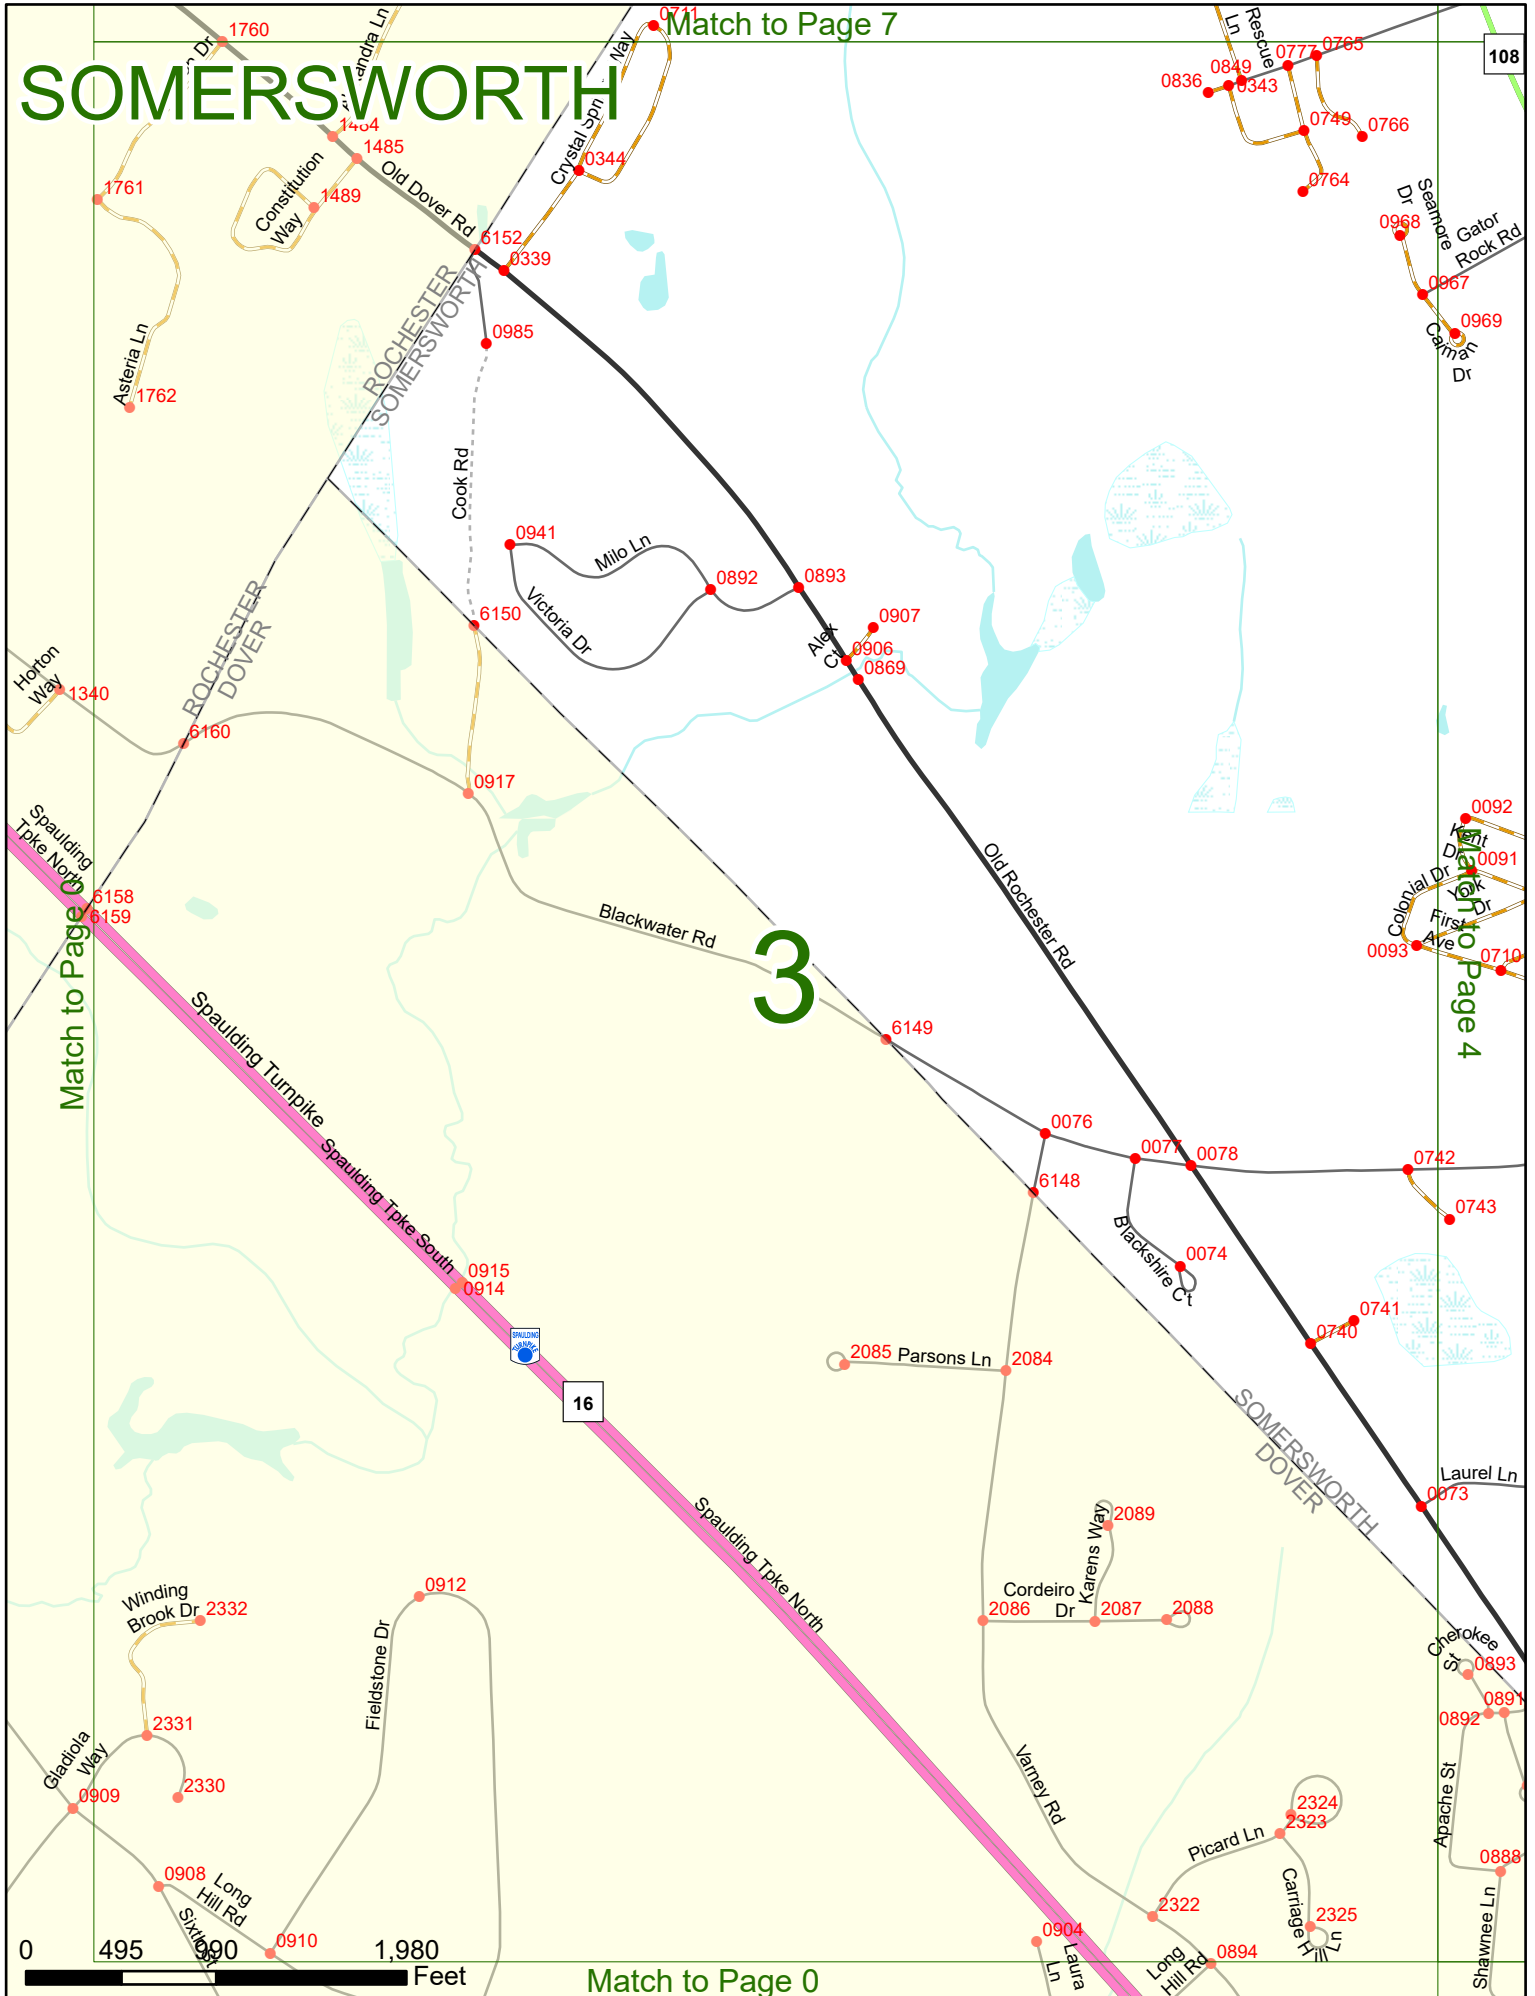 0711
Match to Page 7
1760
Rescue
Ln
0777
0765
108
SOMERSWORTH
0849
0836
0343
1464
1485
0749
0766
0344
Constitution
Way
1489
Old Dover Rd
1761
0764
Seamore
Dr
0968
Gator
Rock Rd
6152
0339
ROCHESTER
SOMERSWORTH
0967
0985
0969
Caiman
Dr
Asteria Ln
1762
Cook Rd
0941
Milo Ln
0892
0893
Victoria Dr
6150
0907
Alex
Ct
0906
0869
ROCHESTER
DOVER
Horton
Way
1340
6160
0917
Spaulding
Tpke North
0092
Kent
Dr
0091
York
Dr
Colonial Dr
First
Ave
0093
0710
Match to Page 4
6158
6159
Match to Page 0
Old Rochester Rd
Blackwater Rd
3
Spaulding Turnpike
6149
0076
0077
0078
0742
Spaulding Tpke South
6148
0743
Blackshire Ct
0074
0915
0914
SPAULDING
TURNPIKE
0741
0740
2085
Parsons Ln
2084
16
SOMERSWORTH
DOVER
Laurel Ln
0073
Spaulding Tpke North
Karens Way
2089
Winding
Brook Dr
2332
0912
Cordeiro
Dr
2086
2087
2088
Fieldstone Dr
Cherokee
St
0893
0891
0892
2331
Gladiola
Way
2330
0909
Varney Rd
Apache St
2324
2323
Picard Ln
0888
0908
Long
Hill Rd
Sixth St
0910
Carriage Hill
Ln
2322
2325
Shawnee Ln
0904
Laura
Ln
Long
Hill Rd
0894
0 495 990 1,980
Feet
Match to Page 0